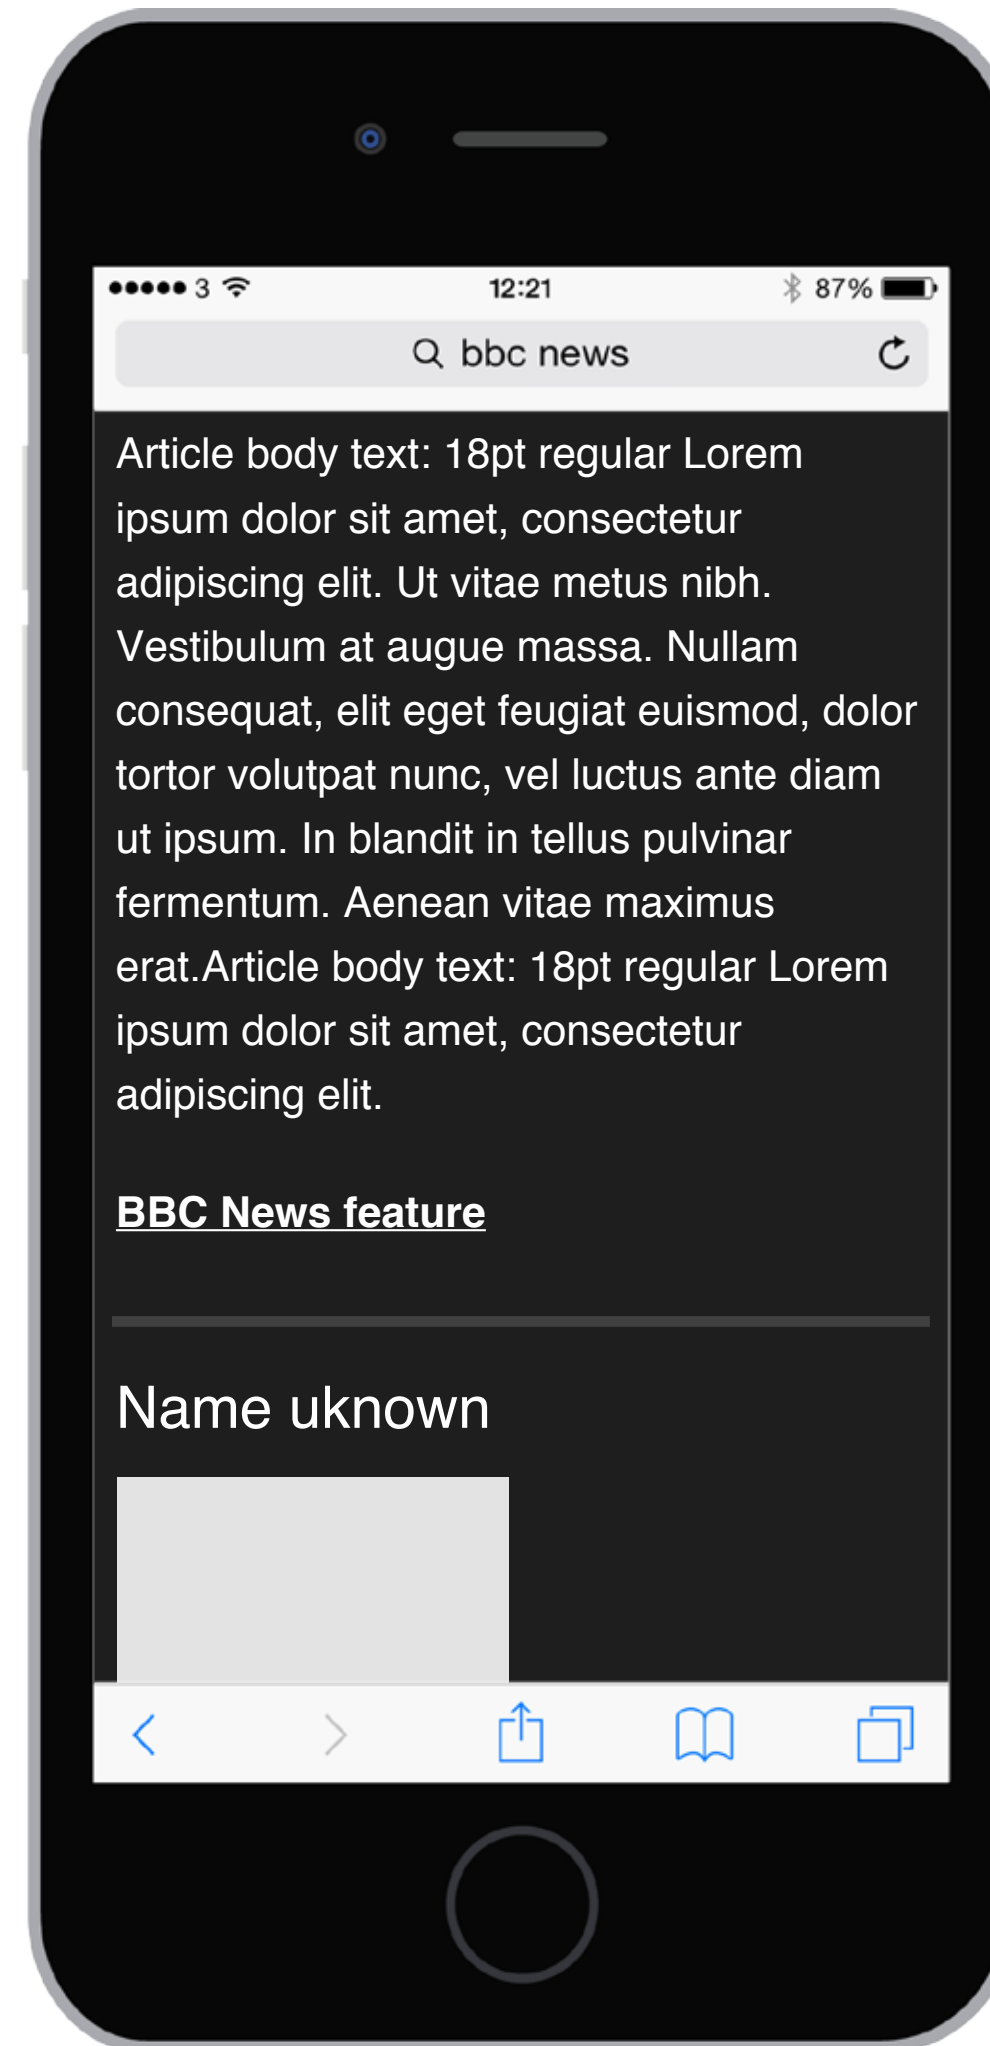 3 12:21 87%
bbc news
Article body text: 18pt regular Lorem
ipsum dolor sit amet, consectetur
adipiscing elit. Ut vitae metus nibh.
Vestibulum at augue massa. Nullam
consequat, elit eget feugiat euismod, dolor
tortor volutpat nunc, vel luctus ante diam
ut ipsum. In blandit in tellus pulvinar
fermentum. Aenean vitae maximus
erat.Article body text: 18pt regular Lorem
ipsum dolor sit amet, consectetur
adipiscing elit.
BBC News feature
Name uknown